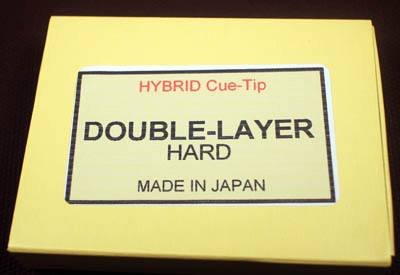 HYBRID Cue-Tip
DOUBLE-LAYER
HARD
MADE IN JAPAN